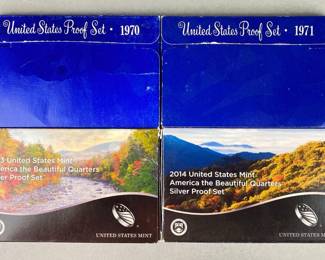 United States Proof Set · 1970
United States Proof Set · 1971
3 United States Mint
America the Beautiful Quarters
Silver Proof Set
UNITED STATES MINT
2014 United States Mint
America the Beautiful Quarters
Silver Proof Set
UNITED STATES MINT